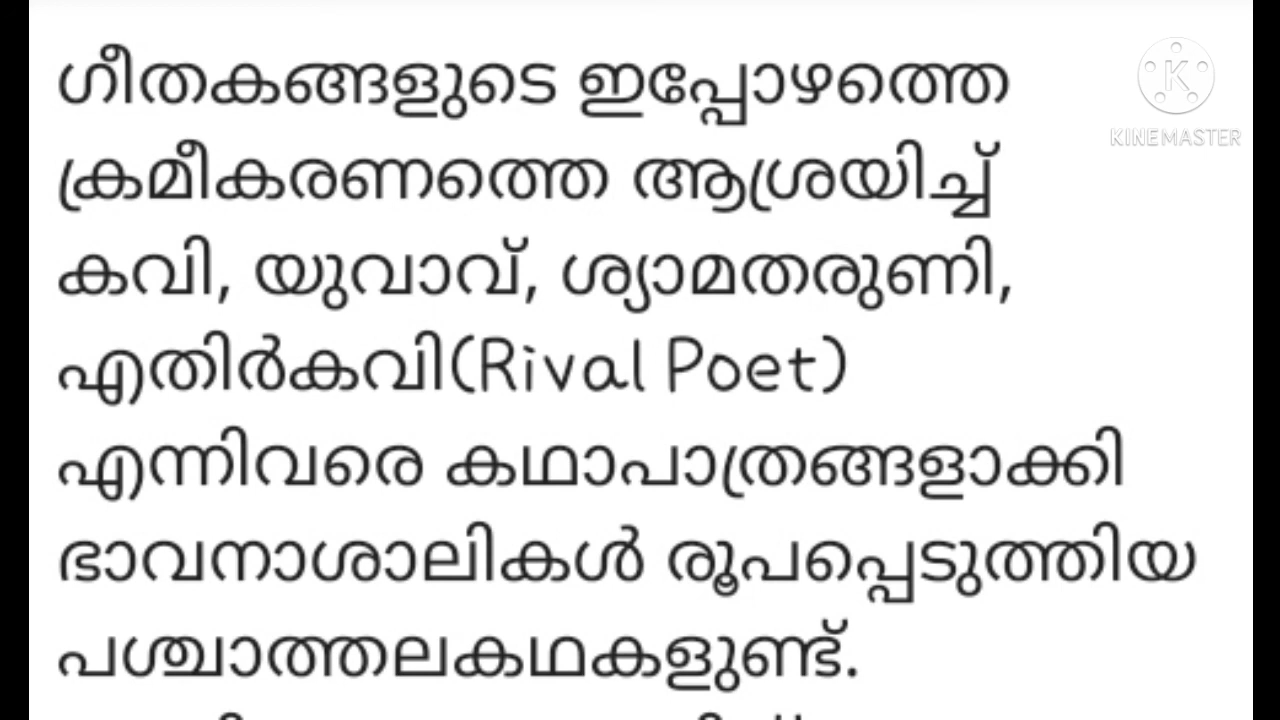 ഗീതകങ്ങളുടെ ഇപ്പോഴത്തെ
ക്രമീകരണത്തെ ആശ്രയിച്ച്
കവി, യുവാവ്, ശ്യാമതരുണി,
എതിർകവി(Rival Poet)
എന്നിവരെ കഥാപാത്രങ്ങളാക്കി
ഭാവനാശാലികൾ രൂപപ്പെടുത്തിയ
പശ്ചാത്തലകഥകളുണ്ട്.
K
KINEMASTER